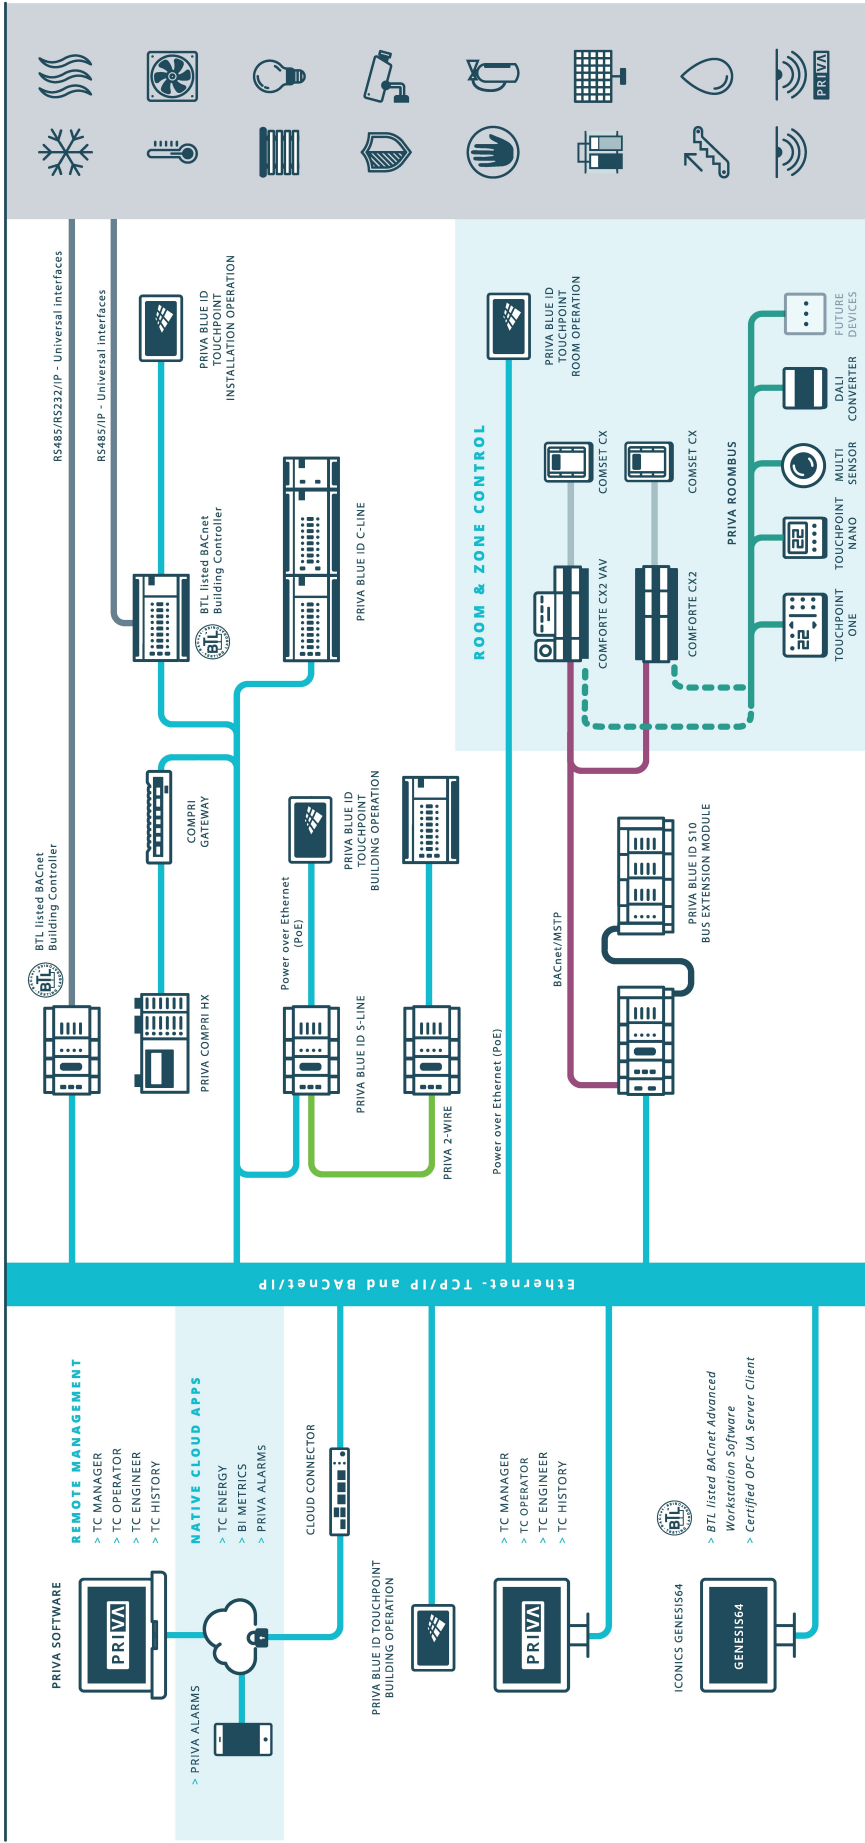 PRIVA SOFTWARE
PRIVA
REMOTE MANAGEMENT
> TC MANAGER
> TC OPERATOR
> TC ENGINEER
> TC HISTORY
> PRIVA ALARMS
NATIVE CLOUD APPS
> TC ENERGY
> BI METRICS
> PRIVA ALARMS
CLOUD CONNECTOR
PRIVA BLUE ID TOUCHPOINT
BUILDING OPERATION
PRIVA
> TC MANAGER
> TC OPERATOR
> TC ENGINEER
> TC HISTORY
ICONICS GENESIS64
GENESIS64
BTL
> BTL listed BACnet Advanced
Workstation Software
> Certified OPC UA Server Client
Ethernet- TCP/IP and BACnet/IP
BTL
BTL listed BACnet
Building Controller
RS485/RS232/IP - Universal interfaces
RS485/IP - Universal interfaces
PRIVA COMPRI HX
COMPRI
GATEWAY
BTL
BTL listed BACnet
Building Controller
PRIVA BLUE ID
TOUCHPOINT
INSTALLATION OPERATION
PRIVA BLUE ID C-LINE
Power over Ethernet
(PoE)
PRIVA BLUE ID
TOUCHPOINT
BUILDING OPERATION
PRIVA BLUE ID S-LINE
PRIVA 2-WIRE
Power over Ethernet (PoE)
BACnet/MSTP
PRIVA BLUE ID S10
BUS EXTENSION MODULE
ROOM & ZONE CONTROL
PRIVA BLUE ID
TOUCHPOINT
ROOM OPERATION
COMFORTE CX2 VAV
COMSET CX
COMFORTE CX2
COMSET CX
PRIVA ROOMBUS
22
TOUCHPOINT
ONE
22
TOUCHPOINT
NANO
MULTI
SENSOR
DALI
CONVERTER
FUTURE
DEVICES
PRIVA